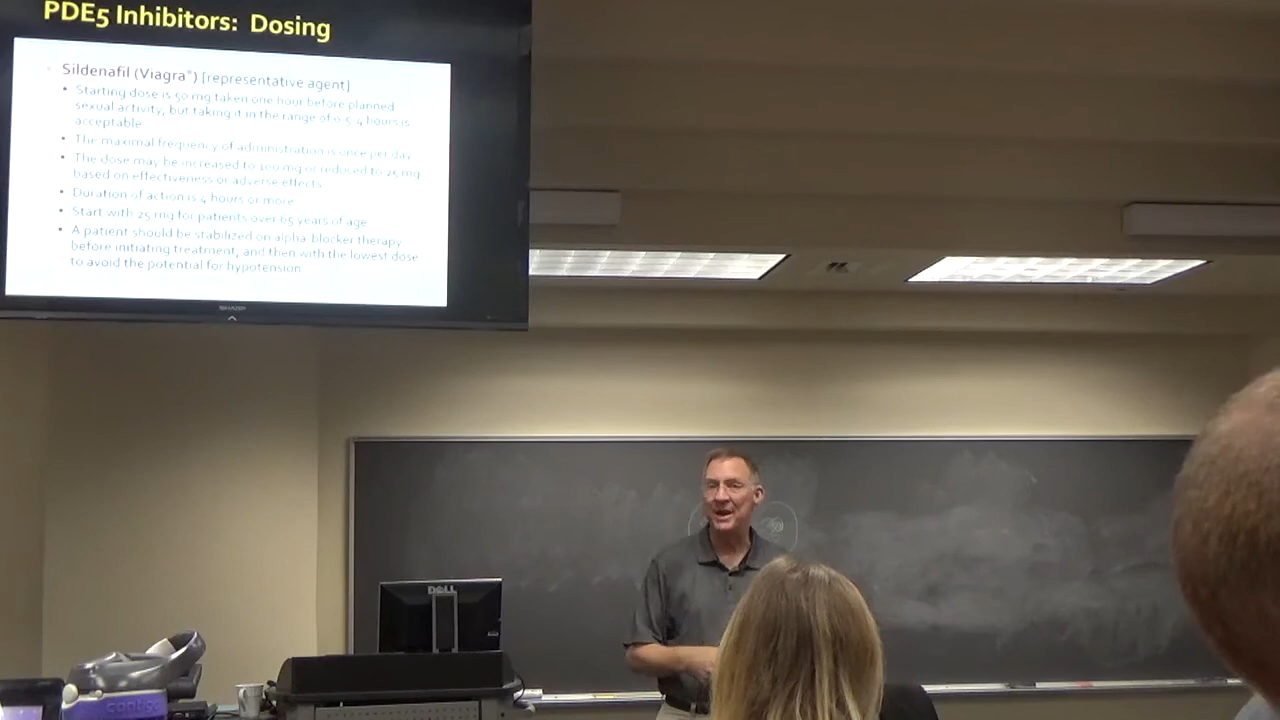 PDE5 Inhibitors: Dosing
Sildenafil (Viagra®) [representative agent]
• Starting dose is 50 mg taken one hour before planned
sexual activity, but taking it in the range of 0.5-4 hours is
acceptable
• The maximal frequency of administration is once per day
• The dose may be increased to 100 mg or reduced to 25 mg
based on effectiveness or adverse effects
• Duration of action is 4 hours or more
• Start with 25 mg for patients over 65 years of age
• A patient should be stabilized on alpha-blocker therapy
before initiating treatment, and then with the lowest dose
to avoid the potential for hypotension
SHARP
DELL
contigo